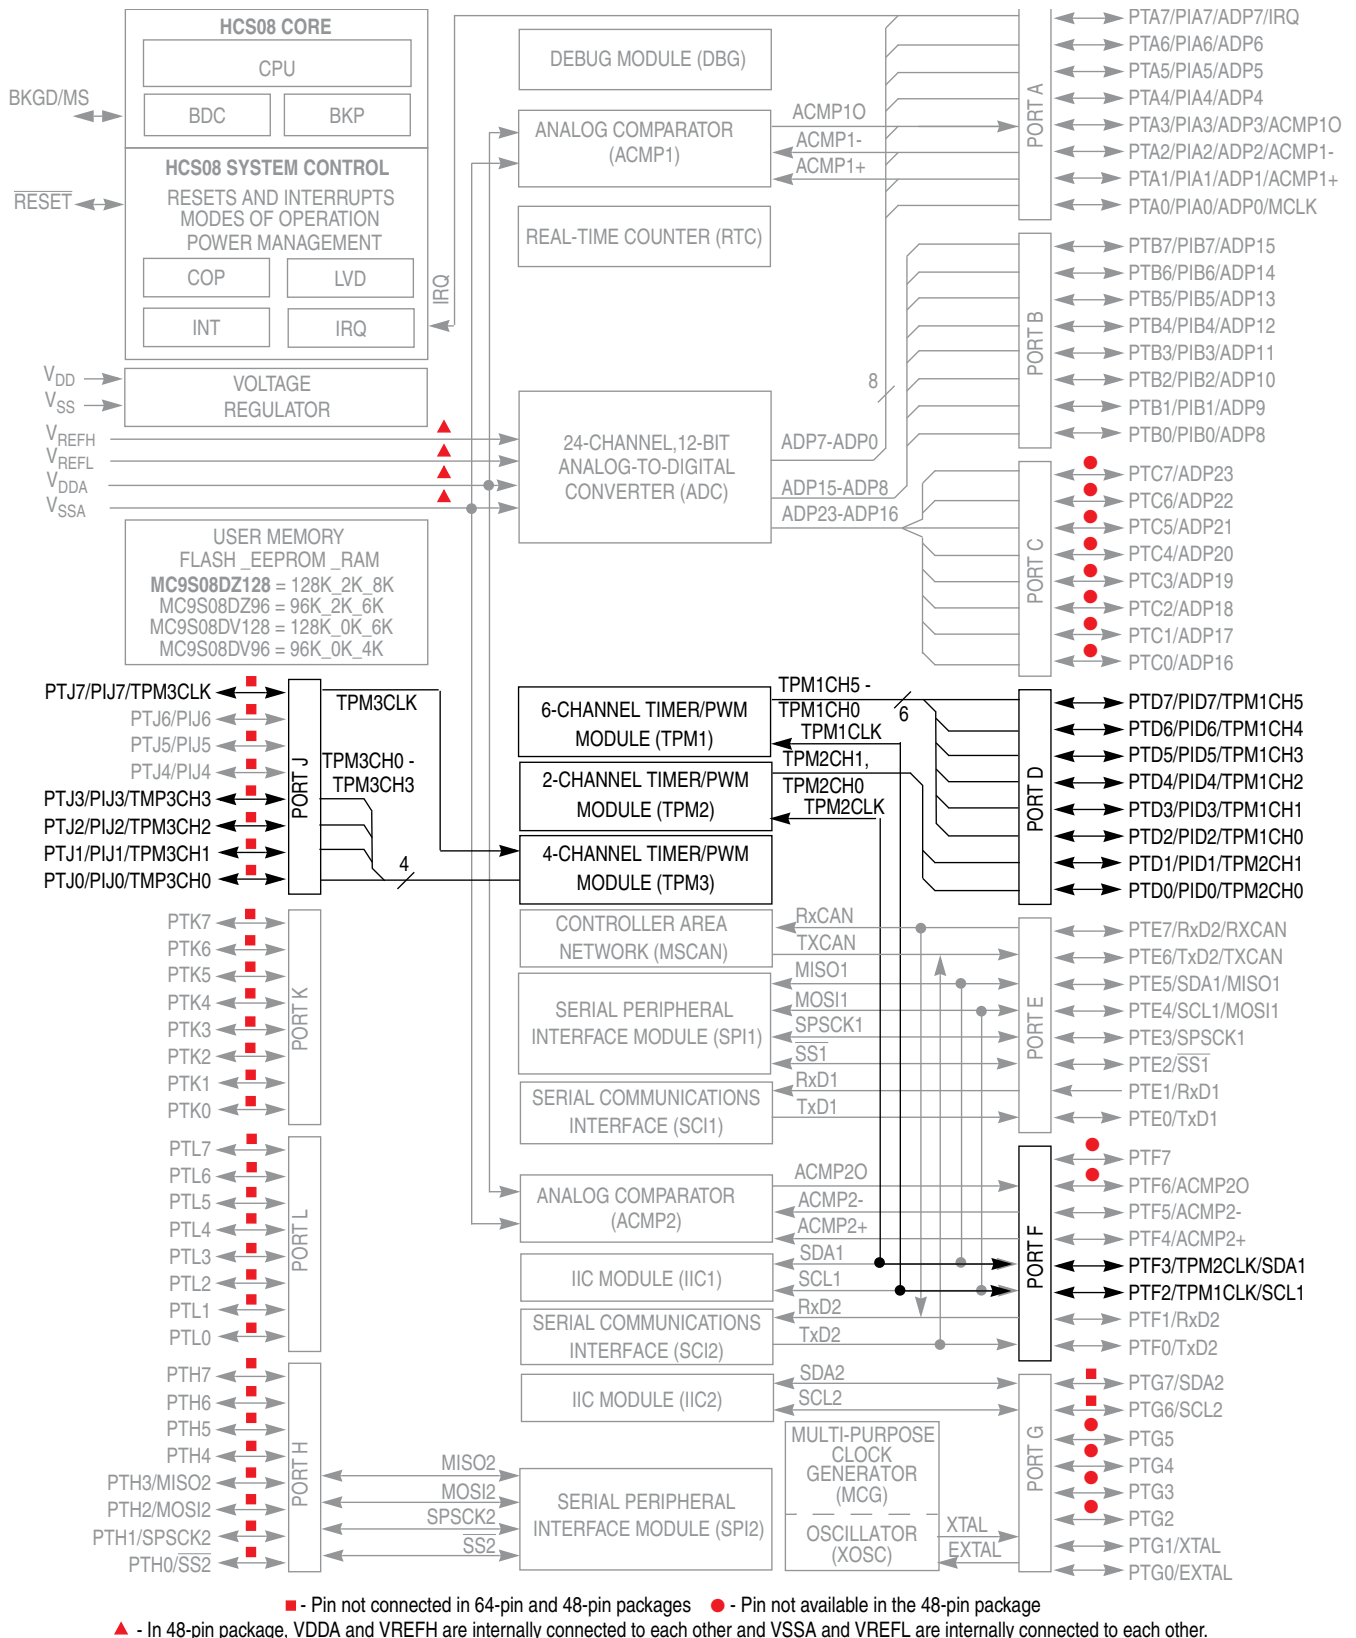 HCS08 CORE
CPU
BDC
BKP
BKGD/MS
HCS08 SYSTEM CONTROL
RESETS AND INTERRUPTS
MODES OF OPERATION
POWER MANAGEMENT
RESET
COP
LVD
INT
IRQ
IRQ
VDD
VSS
VOLTAGE
REGULATOR
VREFH
VREFL
VDDA
VSSA
USER MEMORY
FLASH _EEPROM _RAM
MC9S08DZ128 = 128K_2K_8K
MC9S08DZ96 = 96K_2K_6K
MC9S08DV128 = 128K_0K_6K
MC9S08DV96 = 96K_0K_4K
DEBUG MODULE (DBG)
ANALOG COMPARATOR
(ACMP1)
ACMP1O
ACMP1-
ACMP1+
REAL-TIME COUNTER (RTC)
24-CHANNEL,12-BIT
ANALOG-TO-DIGITAL
CONVERTER (ADC)
8
ADP7-ADP0
ADP15-ADP8
ADP23-ADP16
PORT A
PTA7/PIA7/ADP7/IRQ
PTA6/PIA6/ADP6
PTA5/PIA5/ADP5
PTA4/PIA4/ADP4
PTA3/PIA3/ADP3/ACMP1O
PTA2/PIA2/ADP2/ACMP1-
PTA1/PIA1/ADP1/ACMP1+
PTA0/PIA0/ADP0/MCLK
PORT B
PTB7/PIB7/ADP15
PTB6/PIB6/ADP14
PTB5/PIB5/ADP13
PTB4/PIB4/ADP12
PTB3/PIB3/ADP11
PTB2/PIB2/ADP10
PTB1/PIB1/ADP9
PTB0/PIB0/ADP8
PORT C
PTC7/ADP23
PTC6/ADP22
PTC5/ADP21
PTC4/ADP20
PTC3/ADP19
PTC2/ADP18
PTC1/ADP17
PTC0/ADP16
PTJ7/PIJ7/TPM3CLK
PTJ6/PIJ6
PTJ5/PIJ5
PTJ4/PIJ4
PTJ3/PIJ3/TMP3CH3
PTJ2/PIJ2/TPM3CH2
PTJ1/PIJ1/TPM3CH1
PTJ0/PIJ0/TMP3CH0
PORT J
TPM3CLK
TPM3CH0 -
TPM3CH3
4
6-CHANNEL TIMER/PWM
MODULE (TPM1)
2-CHANNEL TIMER/PWM
MODULE (TPM2)
4-CHANNEL TIMER/PWM
MODULE (TPM3)
TPM1CH5 -
TPM1CH0
6
TPM1CLK
TPM2CH1,
TPM2CH0
TPM2CLK
PORT D
PTD7/PID7/TPM1CH5
PTD6/PID6/TPM1CH4
PTD5/PID5/TPM1CH3
PTD4/PID4/TPM1CH2
PTD3/PID3/TPM1CH1
PTD2/PID2/TPM1CH0
PTD1/PID1/TPM2CH1
PTD0/PID0/TPM2CH0
PTK7
PTK6
PTK5
PTK4
PTK3
PTK2
PTK1
PTK0
PORT K
CONTROLLER AREA
NETWORK (MSCAN)
RxCAN
TXCAN
SERIAL PERIPHERAL
INTERFACE MODULE (SPI1)
MISO1
MOSI1
SPSCK1
SS1
SERIAL COMMUNICATIONS
INTERFACE (SCI1)
RxD1
TxD1
PORT E
PTE7/RxD2/RXCAN
PTE6/TxD2/TXCAN
PTE5/SDA1/MISO1
PTE4/SCL1/MOSI1
PTE3/SPSCK1
PTE2/SS1
PTE1/RxD1
PTE0/TxD1
PTL7
PTL6
PTL5
PTL4
PTL3
PTL2
PTL1
PTL0
PORT L
ANALOG COMPARATOR
(ACMP2)
ACMP2O
ACMP2-
ACMP2+
IIC MODULE (IIC1)
SDA1
SCL1
SERIAL COMMUNICATIONS
INTERFACE (SCI2)
RxD2
TxD2
PORT F
PTF7
PTF6/ACMP2O
PTF5/ACMP2-
PTF4/ACMP2+
PTF3/TPM2CLK/SDA1
PTF2/TPM1CLK/SCL1
PTF1/RxD2
PTF0/TxD2
PTH7
PTH6
PTH5
PTH4
PTH3/MISO2
PTH2/MOSI2
PTH1/SPSCK2
PTH0/SS2
PORT H
MISO2
MOSI2
SPSCK2
SS2
IIC MODULE (IIC2)
SDA2
SCL2
SERIAL PERIPHERAL
INTERFACE MODULE (SPI2)
MULTI-PURPOSE
CLOCK
GENERATOR
(MCG)
OSCILLATOR
(XOSC)
XTAL
EXTAL
PORT G
PTG7/SDA2
PTG6/SCL2
PTG5
PTG4
PTG3
PTG2
PTG1/XTAL
PTG0/EXTAL
- Pin not connected in 64-pin and 48-pin packages - Pin not available in the 48-pin package
- In 48-pin package, VDDA and VREFH are internally connected to each other and VSSA and VREFL are internally connected to each other.